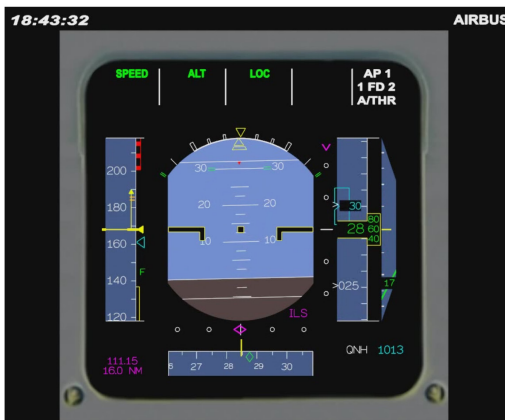 18:43:32
AIRBUS
SPEED ALT LOC AP 1
1 FD 2
A/THR
200
180
160
140
120
F
30 30
20 20
10 10
30
28
80
60
40
025
17
ILS
111.15
16.0 NM
QNH 1013
6 27 28 29 30